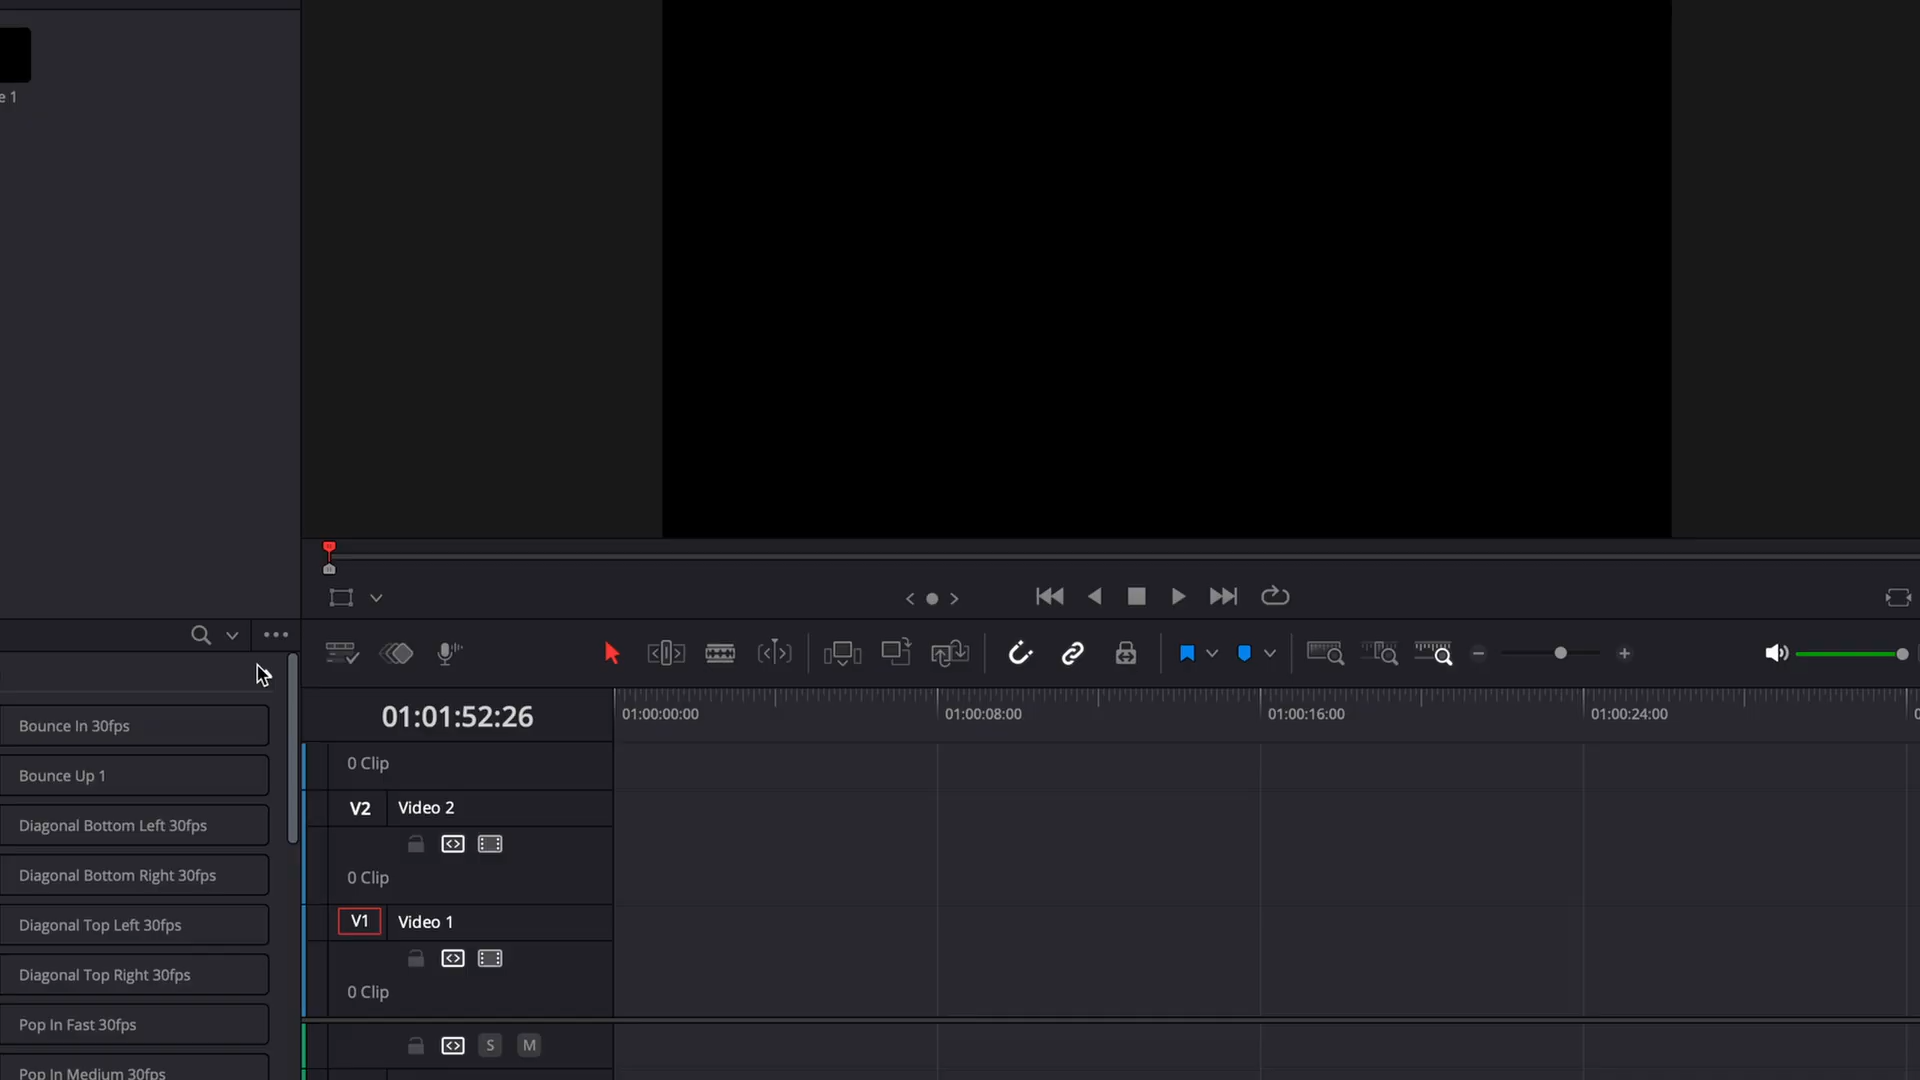 e 1
Bounce In 30fps
Bounce Up 1
Diagonal Bottom Left 30fps
Diagonal Bottom Right 30fps
Diagonal Top Left 30fps
Diagonal Top Right 30fps
Pop In Fast 30fps
Pop In Medium 30fps
01:01:52:26
01:00:00:00
01:00:08:00
01:00:16:00
01:00:24:00
0 Clip
V2 Video 2
0 Clip
V1 Video 1
0 Clip
S M